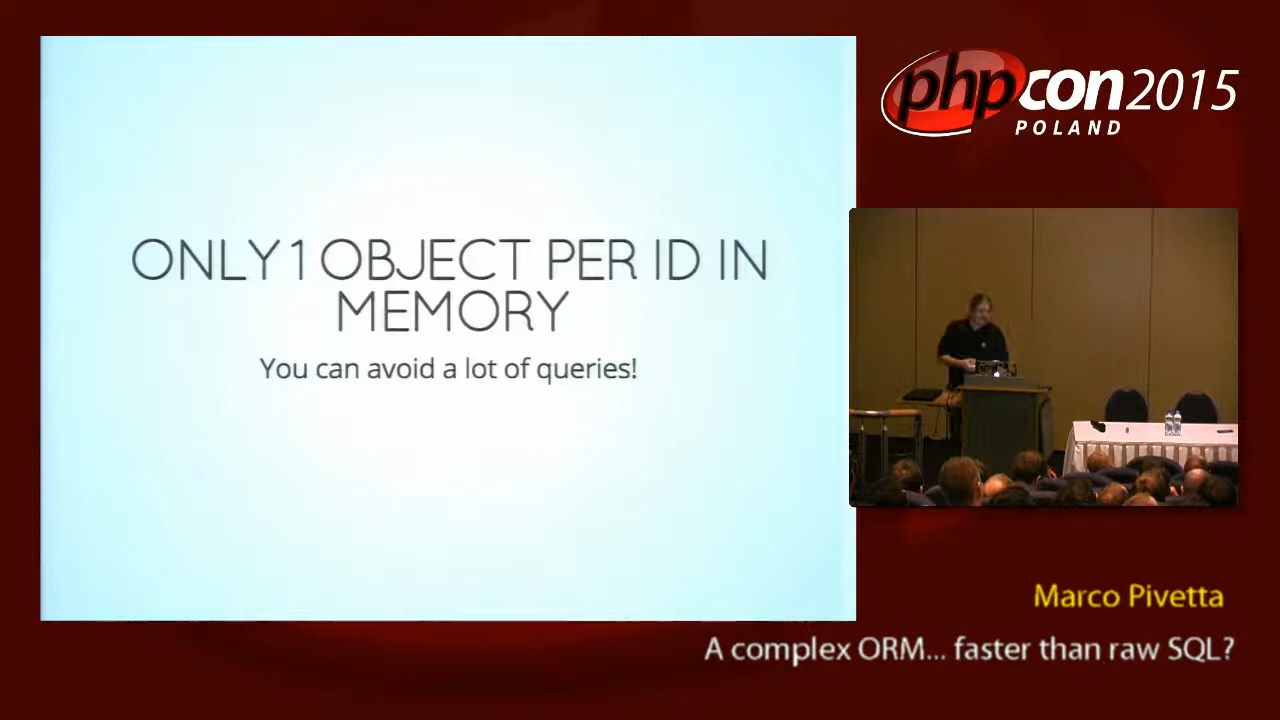 ONLY 1 OBJECT PER ID IN
MEMORY
You can avoid a lot of queries!
phpcon2015
POLAND
Marco Pivetta
A complex ORM... faster than raw SQL?